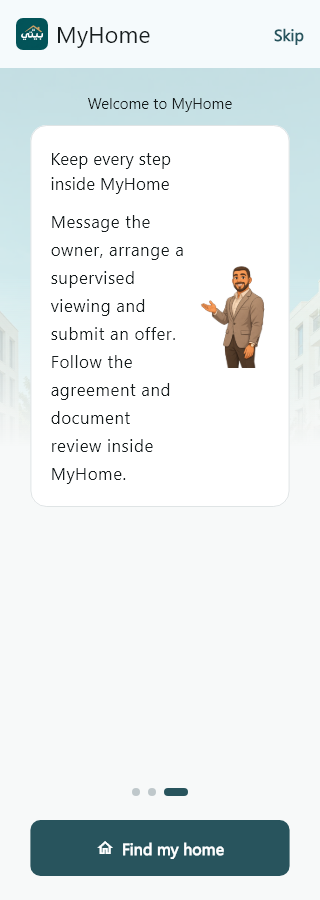 بيتي
MyHome
Skip
Welcome to MyHome
Keep every step
inside MyHome
Message the
owner, arrange a
supervised
viewing and
submit an offer.
Follow the
agreement and
document
review inside
MyHome.
Find my home